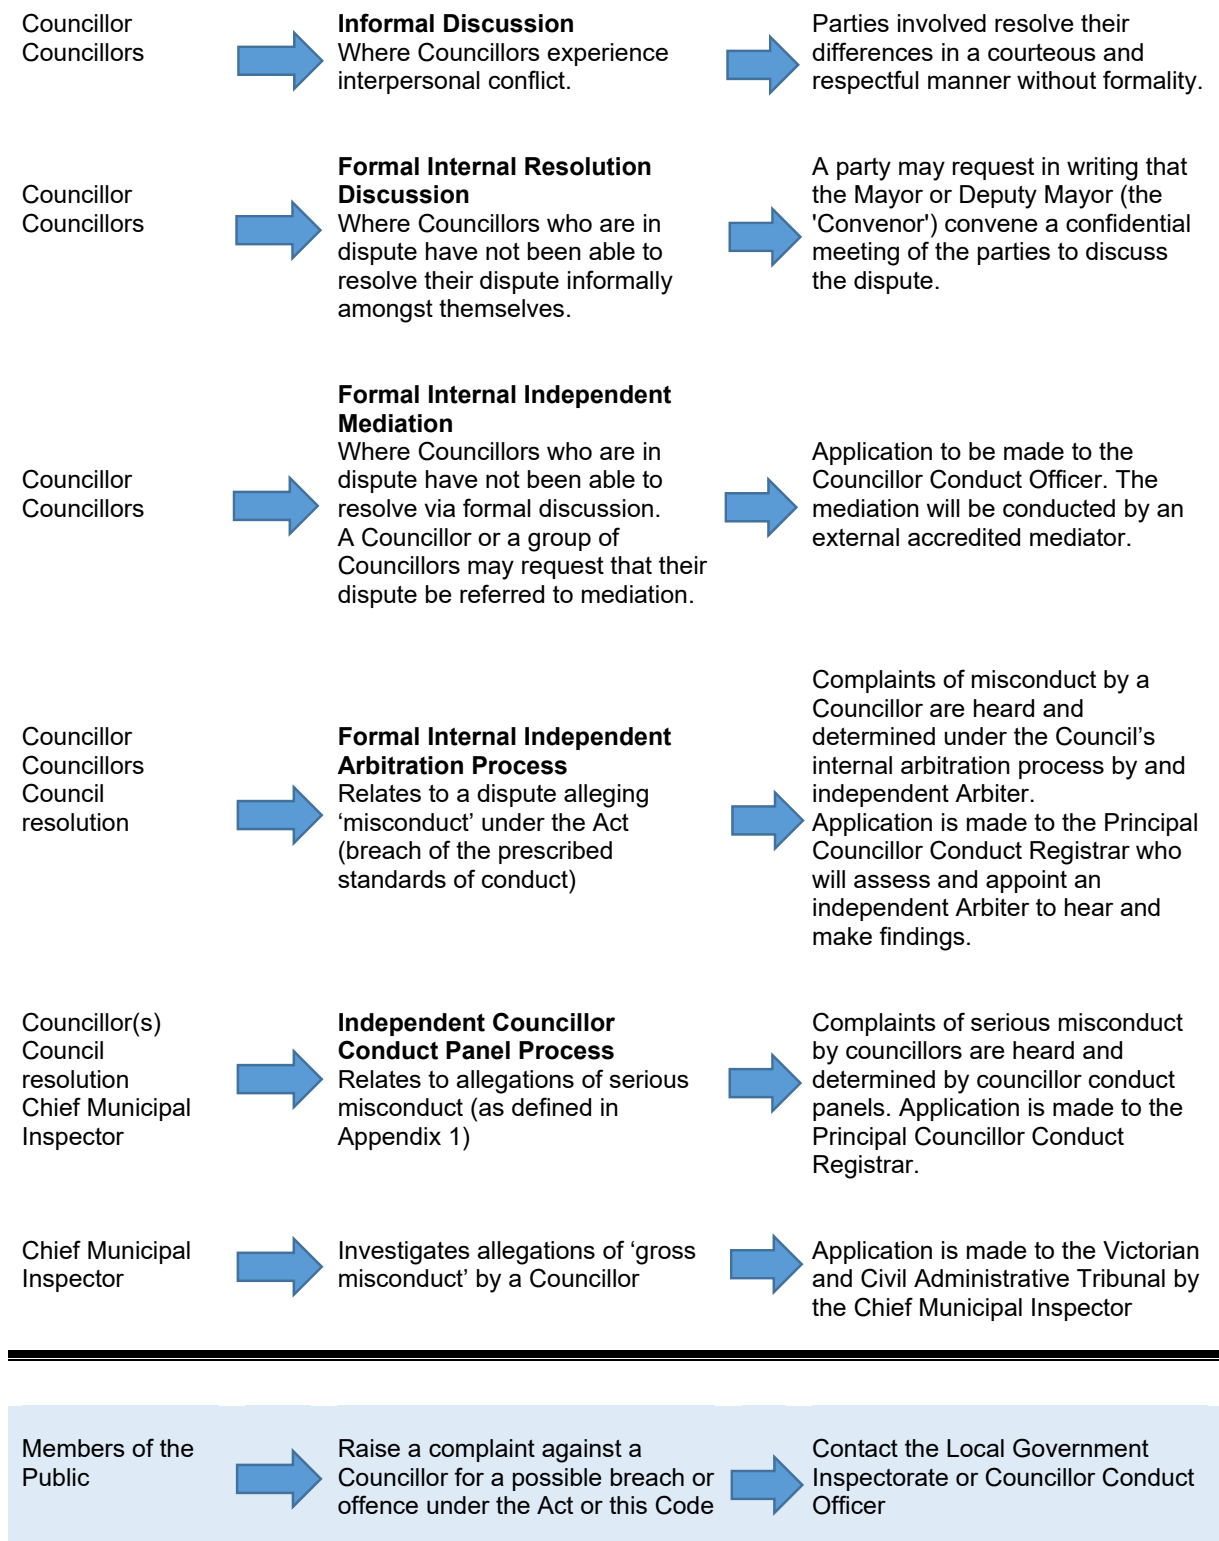 Councillor
Councillors
Informal Discussion
Where Councillors experience
interpersonal conflict.
Parties involved resolve their
differences in a courteous and
respectful manner without formality.
Councillor
Councillors
Formal Internal Resolution
Discussion
Where Councillors who are in
dispute have not been able to
resolve their dispute informally
amongst themselves.
A party may request in writing that
the Mayor or Deputy Mayor (the
'Convenor') convene a confidential
meeting of the parties to discuss
the dispute.
Councillor
Councillors
Formal Internal Independent
Mediation
Where Councillors who are in
dispute have not been able to
resolve via formal discussion.
A Councillor or a group of
Councillors may request that their
dispute be referred to mediation.
Application to be made to the
Councillor Conduct Officer. The
mediation will be conducted by an
external accredited mediator.
Councillor
Councillors
Council
resolution
Formal Internal Independent
Arbitration Process
Relates to a dispute alleging
‘misconduct’ under the Act
(breach of the prescribed
standards of conduct)
Complaints of misconduct by a
Councillor are heard and
determined under the Council’s
internal arbitration process by and
independent Arbiter.
Application is made to the Principal
Councillor Conduct Registrar who
will assess and appoint an
independent Arbiter to hear and
make findings.
Councillor(s)
Council
resolution
Chief Municipal
Inspector
Independent Councillor
Conduct Panel Process
Relates to allegations of serious
misconduct (as defined in
Appendix 1)
Complaints of serious misconduct
by councillors are heard and
determined by councillor conduct
panels. Application is made to the
Principal Councillor Conduct
Registrar.
Chief Municipal
Inspector
Investigates allegations of ‘gross
misconduct’ by a Councillor
Application is made to the Victorian
and Civil Administrative Tribunal by
the Chief Municipal Inspector
Members of the
Public
Raise a complaint against a
Councillor for a possible breach or
offence under the Act or this Code
Contact the Local Government
Inspectorate or Councillor Conduct
Officer